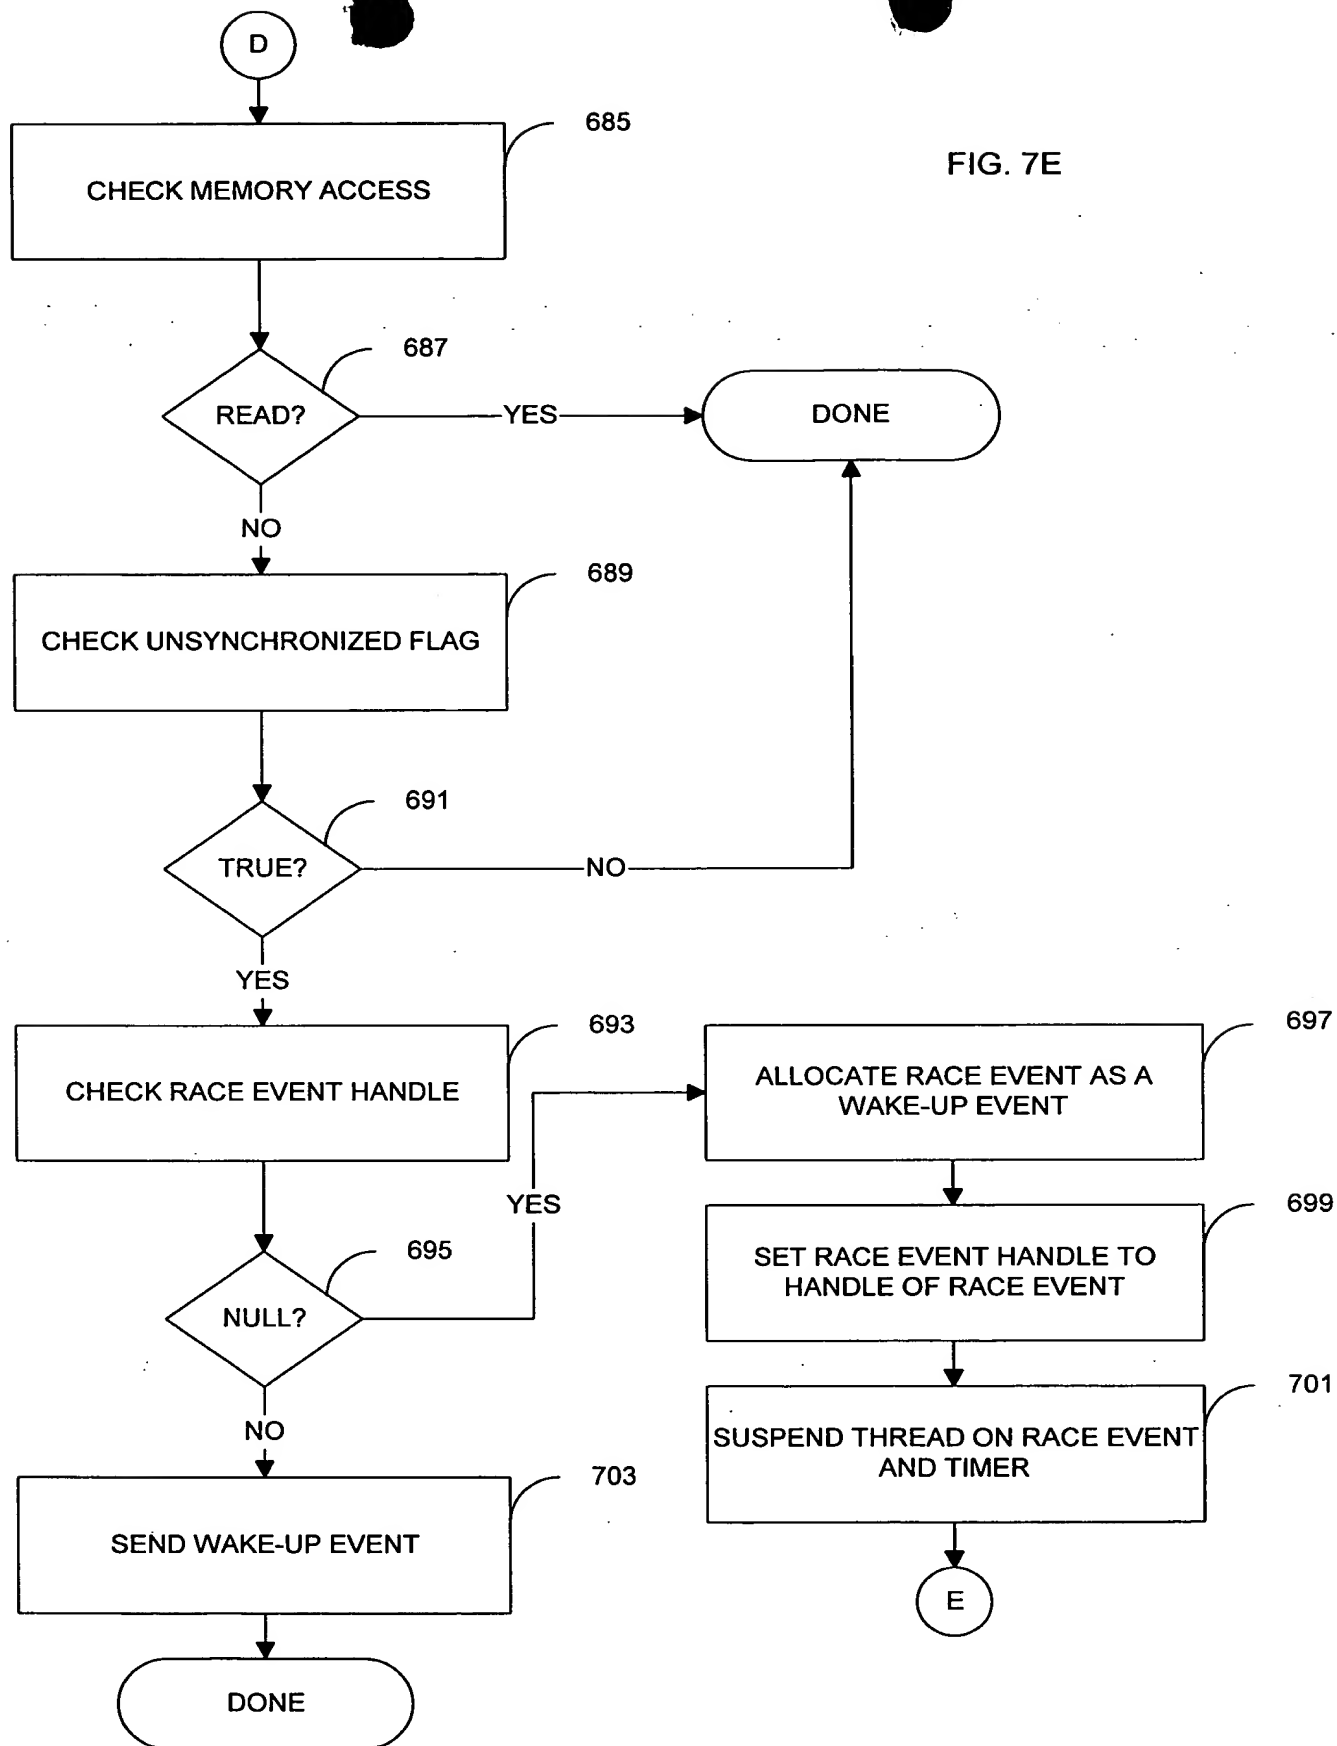 D
685
FIG. 7E
CHECK MEMORY ACCESS
687
READ?
YES
DONE
NO
689
CHECK UNSYNCHRONIZED FLAG
691
TRUE?
NO
YES
693
CHECK RACE EVENT HANDLE
697
ALLOCATE RACE EVENT AS A
WAKE-UP EVENT
YES
695
NULL?
699
SET RACE EVENT HANDLE TO
HANDLE OF RACE EVENT
701
SUSPEND THREAD ON RACE EVENT
AND TIMER
NO
703
SEND WAKE-UP EVENT
E
DONE